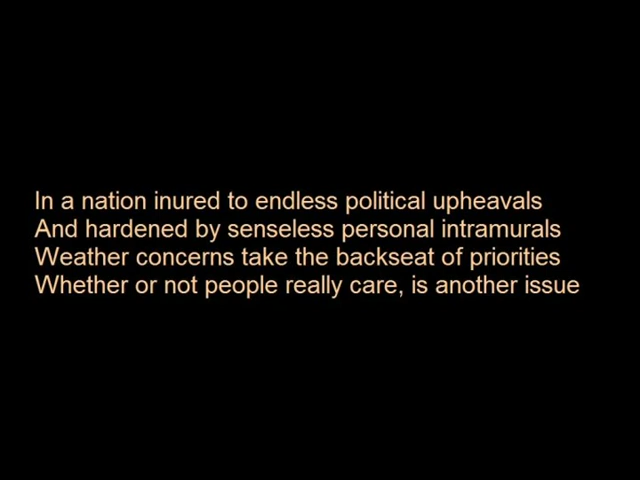 In a nation inured to endless political upheavals
And hardened by senseless personal intramurals
Weather concerns take the backseat of priorities
Whether or not people really care, is another issue